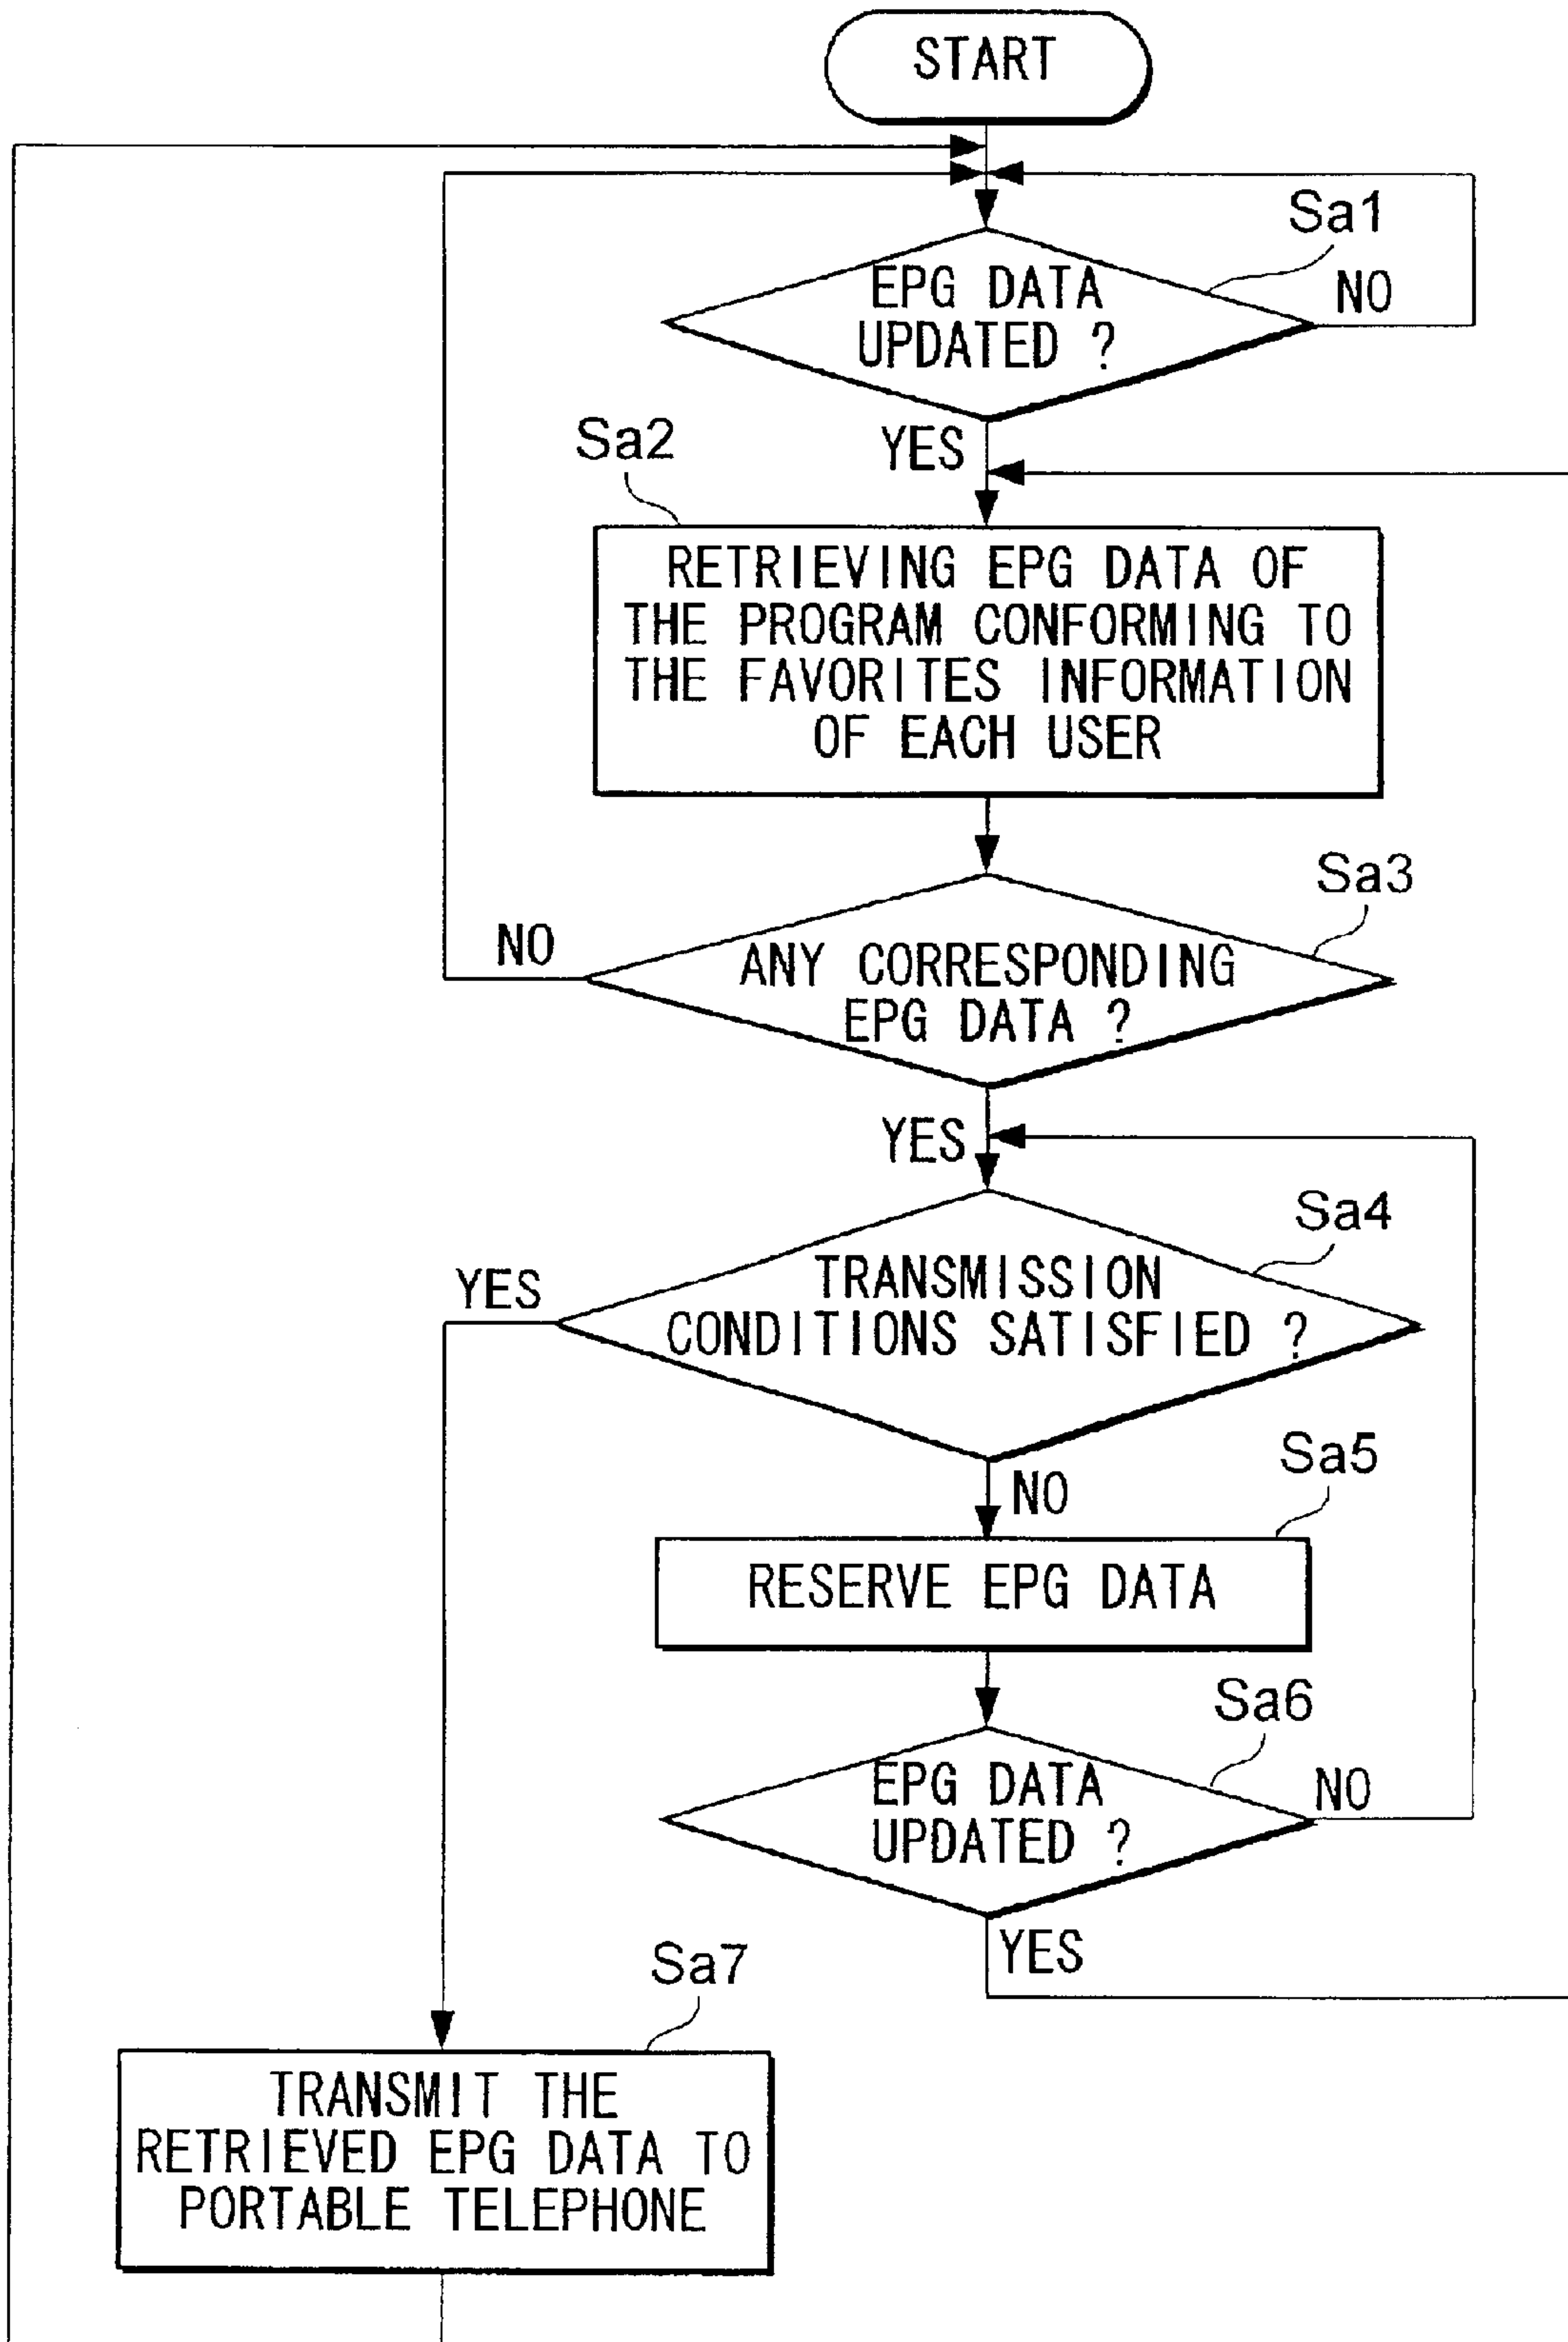 START
Sa1
EPG DATA
UPDATED ?
NO
YES
Sa2
RETRIEVING EPG DATA OF
THE PROGRAM CONFORMING TO
THE FAVORITES INFORMATION
OF EACH USER
Sa3
NO
ANY CORRESPONDING
EPG DATA ?
YES
Sa4
YES
TRANSMISSION
CONDITIONS SATISFIED ?
NO
Sa5
RESERVE EPG DATA
Sa6
EPG DATA
UPDATED ?
NO
YES
Sa7
TRANSMIT THE
RETRIEVED EPG DATA TO
PORTABLE TELEPHONE